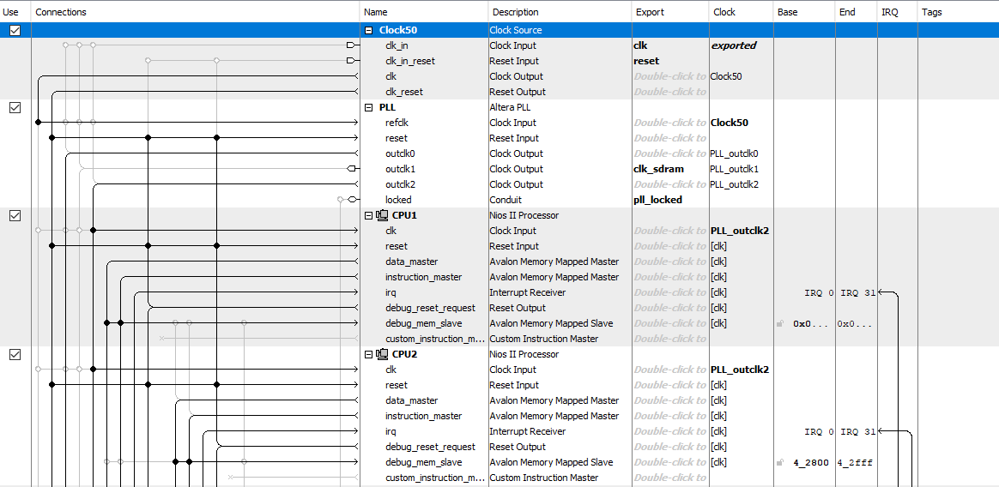 Use Connections Name Description Export Clock Base End IRQ Tags
Clock50 Clock Source
clk_in Clock Input clk exported
clk_in_reset Reset Input reset
clk Clock Output Double-click to Clock50
clk_reset Reset Output Double-click to
PLL Altera PLL
refclk Clock Input Double-click to Clock50
reset Reset Input Double-click to
outclk0 Clock Output Double-click to PLL_outclk0
outclk1 Clock Output clk_sdram PLL_outclk1
outclk2 Clock Output Double-click to PLL_outclk2
locked Conduit pll_locked
CPU1 Nios II Processor
clk Clock Input Double-click to PLL_outclk2
reset Reset Input Double-click to [clk]
data_master Avalon Memory Mapped Master Double-click to [clk]
instruction_master Avalon Memory Mapped Master Double-click to [clk]
irq Interrupt Receiver Double-click to [clk] IRQ 0 IRQ 31
debug_reset_request Reset Output Double-click to [clk]
debug_mem_slave Avalon Memory Mapped Slave Double-click to [clk] 0x0... 0x0...
custom_instruction_m... Custom Instruction Master Double-click to
CPU2 Nios II Processor
clk Clock Input Double-click to PLL_outclk2
reset Reset Input Double-click to [clk]
data_master Avalon Memory Mapped Master Double-click to [clk]
instruction_master Avalon Memory Mapped Master Double-click to [clk]
irq Interrupt Receiver Double-click to [clk] IRQ 0 IRQ 31
debug_reset_request Reset Output Double-click to [clk]
debug_mem_slave Avalon Memory Mapped Slave Double-click to [clk] 4_2800 4_2fff
custom_instruction_m... Custom Instruction Master Double-click to